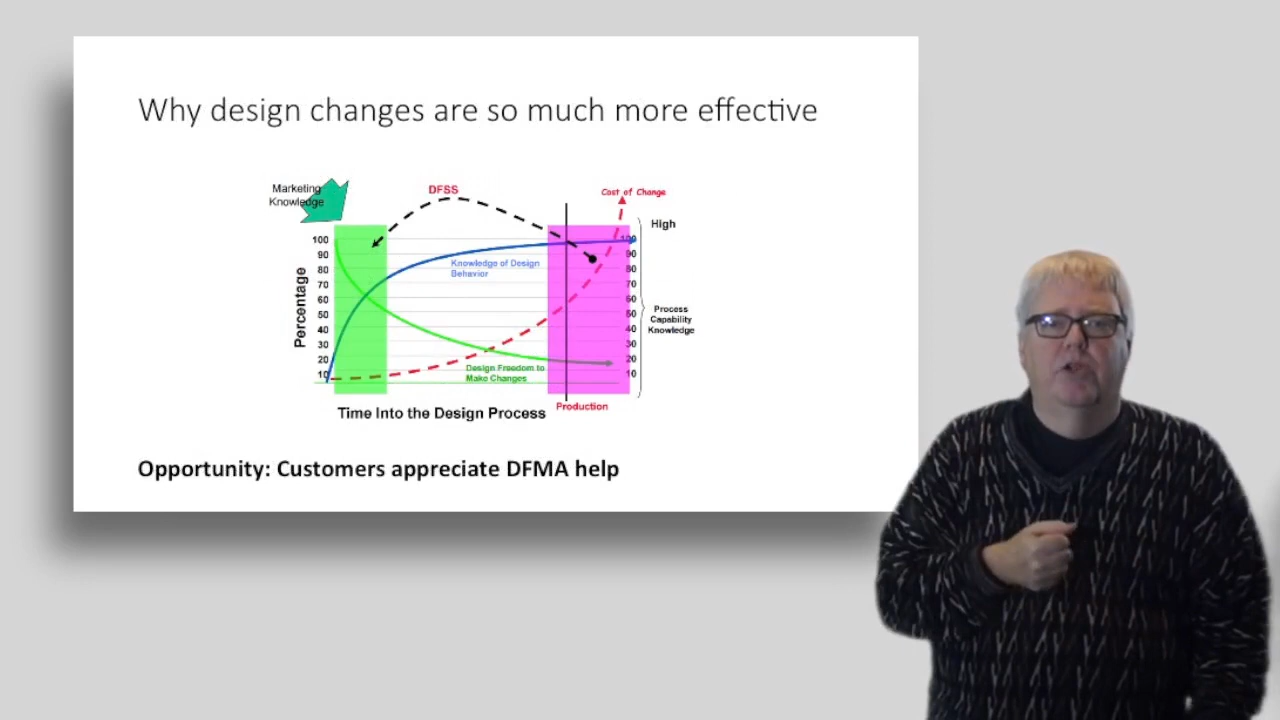 Why design changes are so much more effective
Marketing
Knowledge
DFSS
Cost of Change
High
100
90
80
70
60
50
40
30
20
10
Percentage
Knowledge of Design
Behavior
Design Freedom to
Make Changes
100
90
80
70
60
50
40
30
20
10
Process
Capability
Knowledge
Production
Time Into the Design Process
Opportunity: Customers appreciate DFMA help